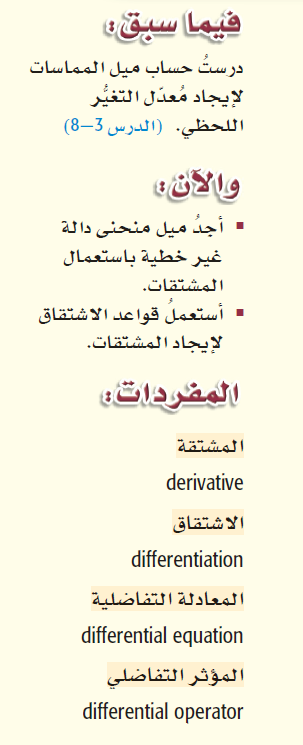 فيما سبق:
درستُ حساب ميل المماسات
لإيجاد مُعدّل التغيُّر
اللحظي. (الدرس 3-8)
والآن:
▪ أجدُ ميل منحنى دالة
غير خطية باستعمال
المشتقات.
▪ أستعملُ قواعد الاشتقاق
لإيجاد المشتقات.
المفردات:
المشتقة
derivative
الاشتقاق
differentiation
المعادلة التفاضلية
differential equation
المؤثر التفاضلي
differential operator